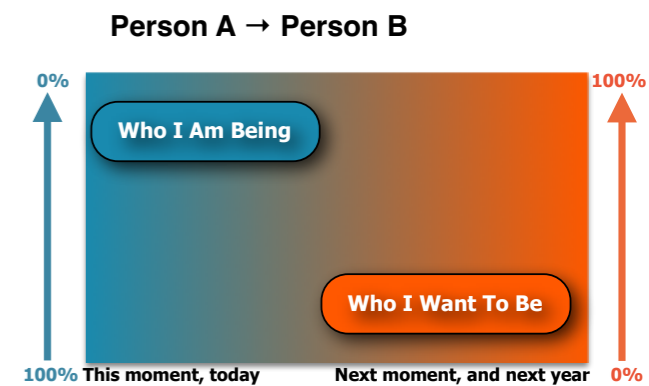 Person A → Person B
0%
100%
Who I Am Being
Who I Want To Be
100% This moment, today Next moment, and next year 0%